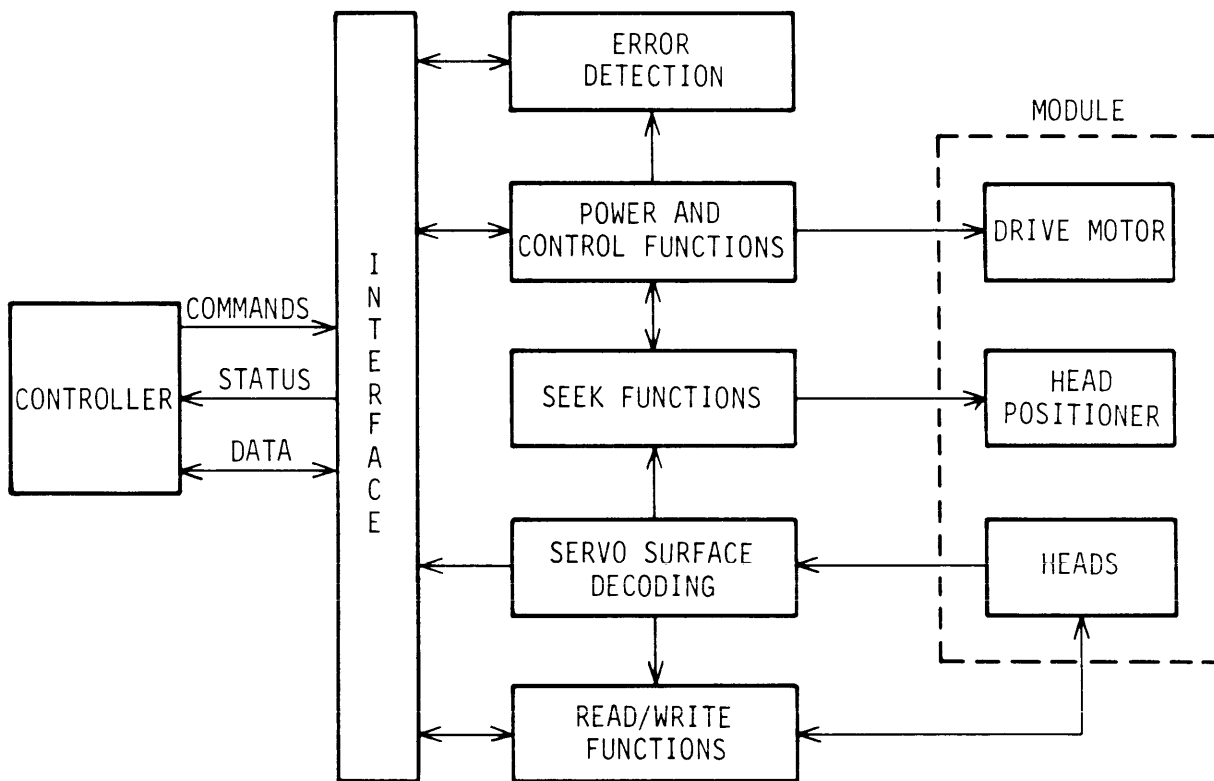 ERROR
DETECTION
MODULE
POWER AND
CONTROL FUNCTIONS
DRIVE MOTOR
INTERFACE
COMMANDS
CONTROLLER
STATUS
DATA
SEEK FUNCTIONS
HEAD
POSITIONER
SERVO SURFACE
DECODING
HEADS
READ/WRITE
FUNCTIONS